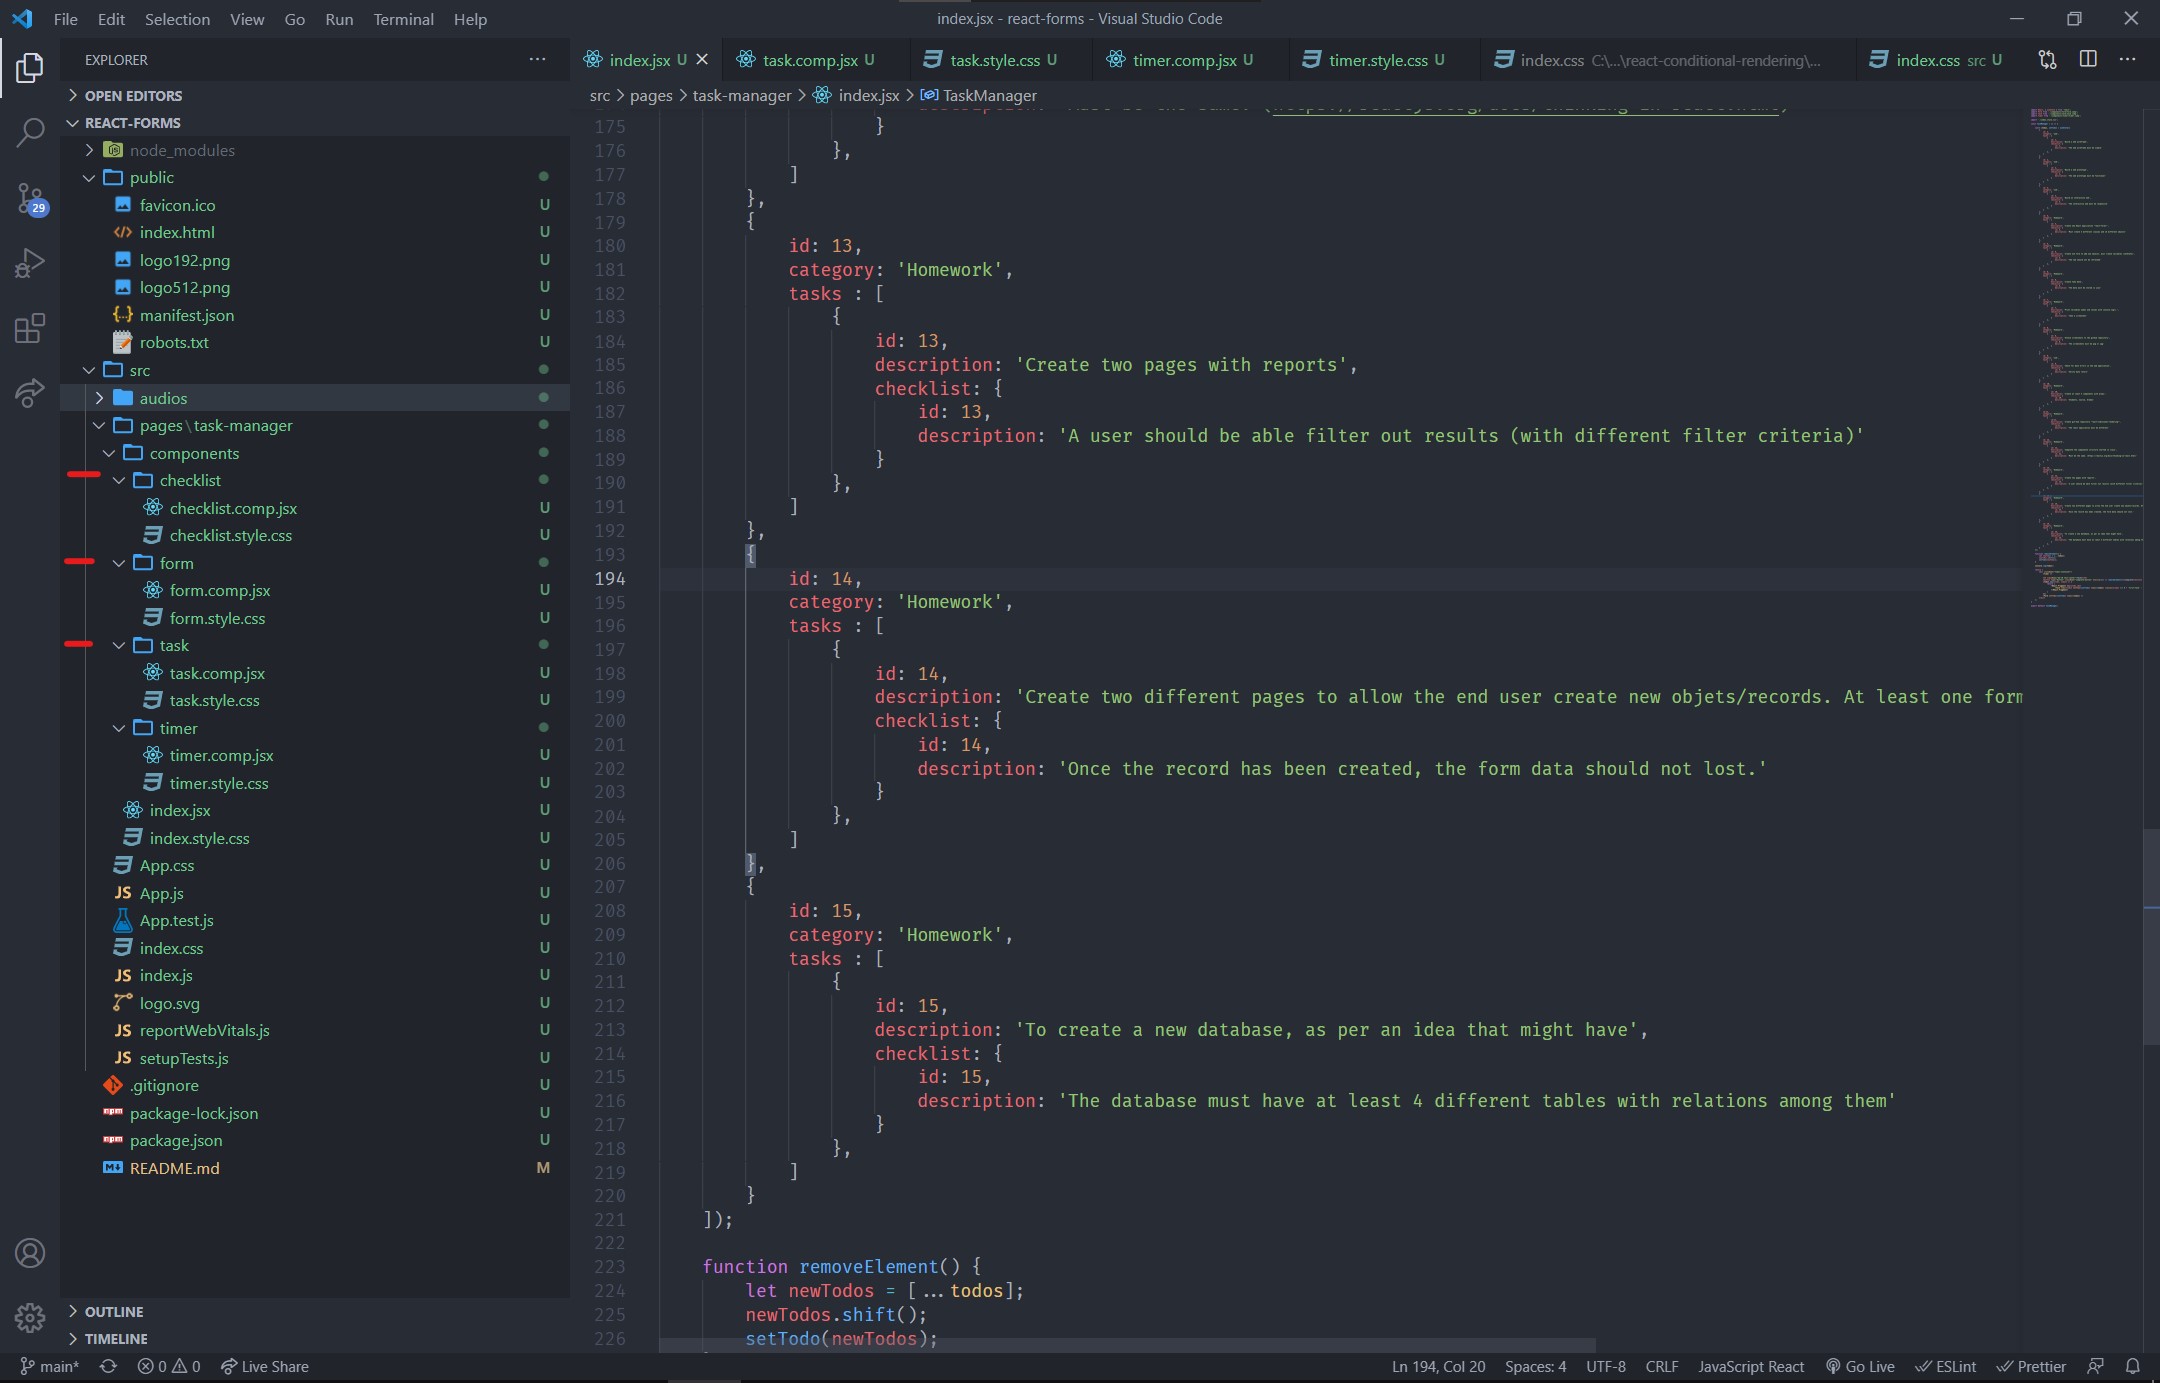 File Edit Selection View Go Run Terminal Help
index.jsx - react-forms - Visual Studio Code
EXPLORER
index.jsx U
task.comp.jsx U
task.style.css U
timer.comp.jsx U
timer.style.css U
index.css C:\...\react-conditional-rendering\...
index.css src U
src > pages > task-manager > index.jsx > TaskManager
OPEN EDITORS
REACT-FORMS
node_modules
public
favicon.ico U
index.html U
logo192.png U
logo512.png U
manifest.json U
robots.txt U
src
audios
pages\task-manager
components
checklist
checklist.comp.jsx U
checklist.style.css U
form
form.comp.jsx U
form.style.css U
task
task.comp.jsx U
task.style.css U
timer
timer.comp.jsx U
timer.style.css U
index.jsx U
index.style.css U
App.css U
JS App.js U
App.test.js U
index.css U
JS index.js U
logo.svg U
JS reportWebVitals.js U
JS setupTests.js U
.gitignore U
package-lock.json U
package.json U
README.md M
OUTLINE
TIMELINE
29
175 }
176 },
177 ]
178 },
179 {
180 id: 13,
181 category: 'Homework',
182 tasks : [
183 {
184 id: 13,
185 description: 'Create two pages with reports',
186 checklist: {
187 id: 13,
188 description: 'A user should be able filter out results (with different filter criteria)'
189 }
190 },
191 ]
192 },
193 {
194 id: 14,
195 category: 'Homework',
196 tasks : [
197 {
198 id: 14,
199 description: 'Create two different pages to allow the end user create new objets/records. At least one form
200 checklist: {
201 id: 14,
202 description: 'Once the record has been created, the form data should not lost.'
203 }
204 },
205 ]
206 },
207 {
208 id: 15,
209 category: 'Homework',
210 tasks : [
211 {
212 id: 15,
213 description: 'To create a new database, as per an idea that might have',
214 checklist: {
215 id: 15,
216 description: 'The database must have at least 4 different tables with relations among them'
217 }
218 },
219 ]
220 }
221 ]);
222
223 function removeElement() {
224 let newTodos = [...todos];
225 newTodos.shift();
226 setTodo(newTodos);
main* 0 0 Live Share
Ln 194, Col 20 Spaces: 4 UTF-8 CRLF JavaScript React Go Live ESLint Prettier